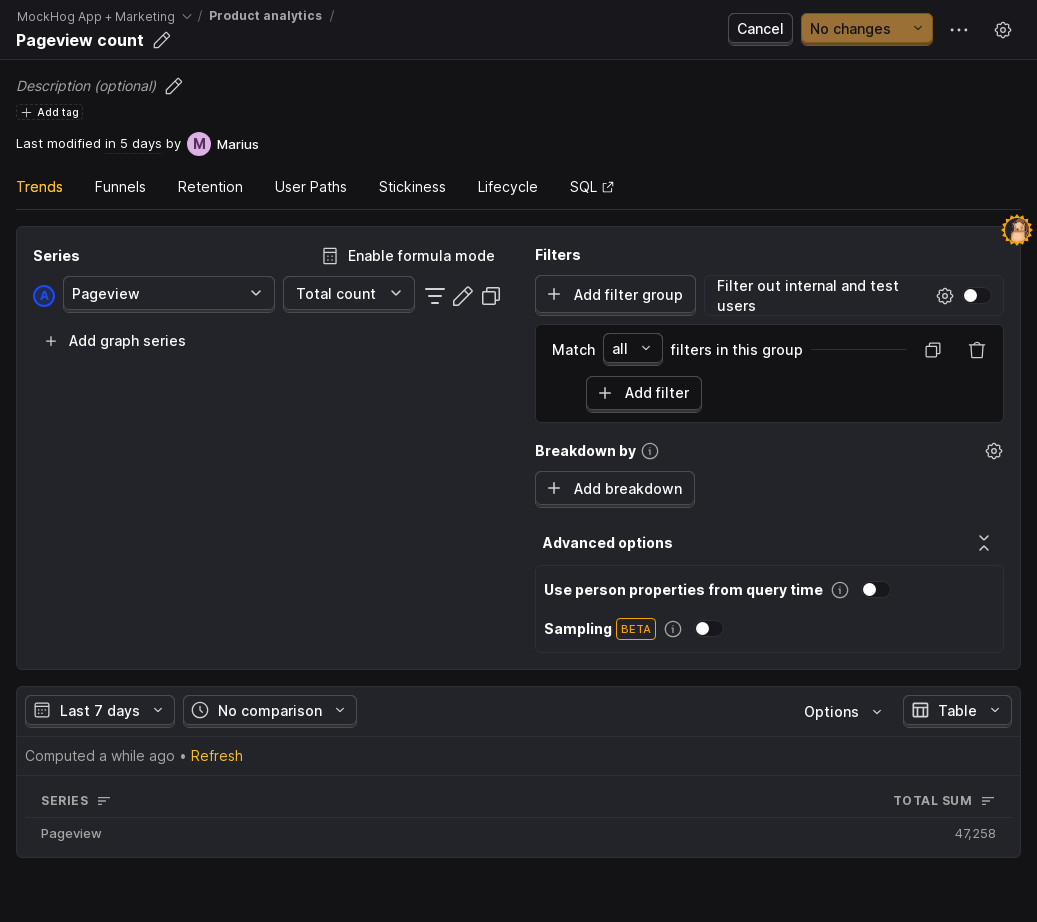 MockHog App + Marketing / Product analytics /
Pageview count
Cancel
No changes
Description (optional)
Add tag
Last modified in 5 days by M Marius
Trends Funnels Retention User Paths Stickiness Lifecycle SQL
Series
Enable formula mode
A Pageview Total count
Add graph series
Filters
Add filter group
Filter out internal and test
users
Match all filters in this group
Add filter
Breakdown by
Add breakdown
Advanced options
Use person properties from query time
Sampling BETA
Last 7 days No comparison Options Table
Computed a while ago • Refresh
SERIES TOTAL SUM
Pageview 47,258